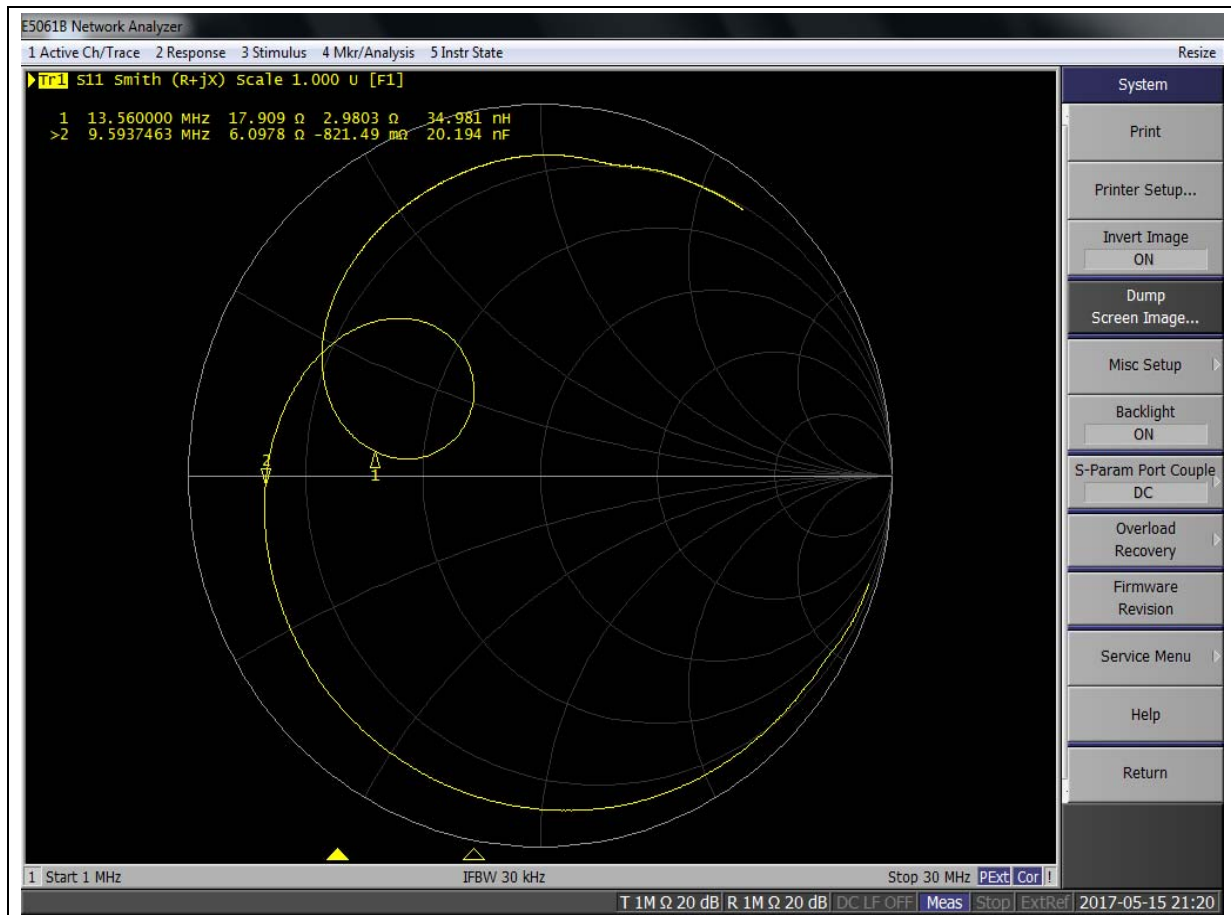 E5061B Network Analyzer
1 Active Ch/Trace 2 Response 3 Stimulus 4 Mkr/Analysis 5 Instr State Resize
Tr1 S11 Smith (R+jX) Scale 1.000 U [F1]
1 13.560000 MHz 17.909 Ω 2.9803 Ω 34.981 nH
>2 9.5937463 MHz 6.0978 Ω -821.49 mΩ 20.194 nF
2
1
System
Print
Printer Setup...
Invert Image
ON
Dump
Screen Image...
Misc Setup
Backlight
ON
S-Param Port Couple
DC
Overload
Recovery
Firmware
Revision
Service Menu
Help
Return
1 Start 1 MHz IFBW 30 kHz Stop 30 MHz PExt Cor !
T 1M Ω 20 dB R 1M Ω 20 dB DC LF OFF Meas Stop ExtRef 2017-05-15 21:20